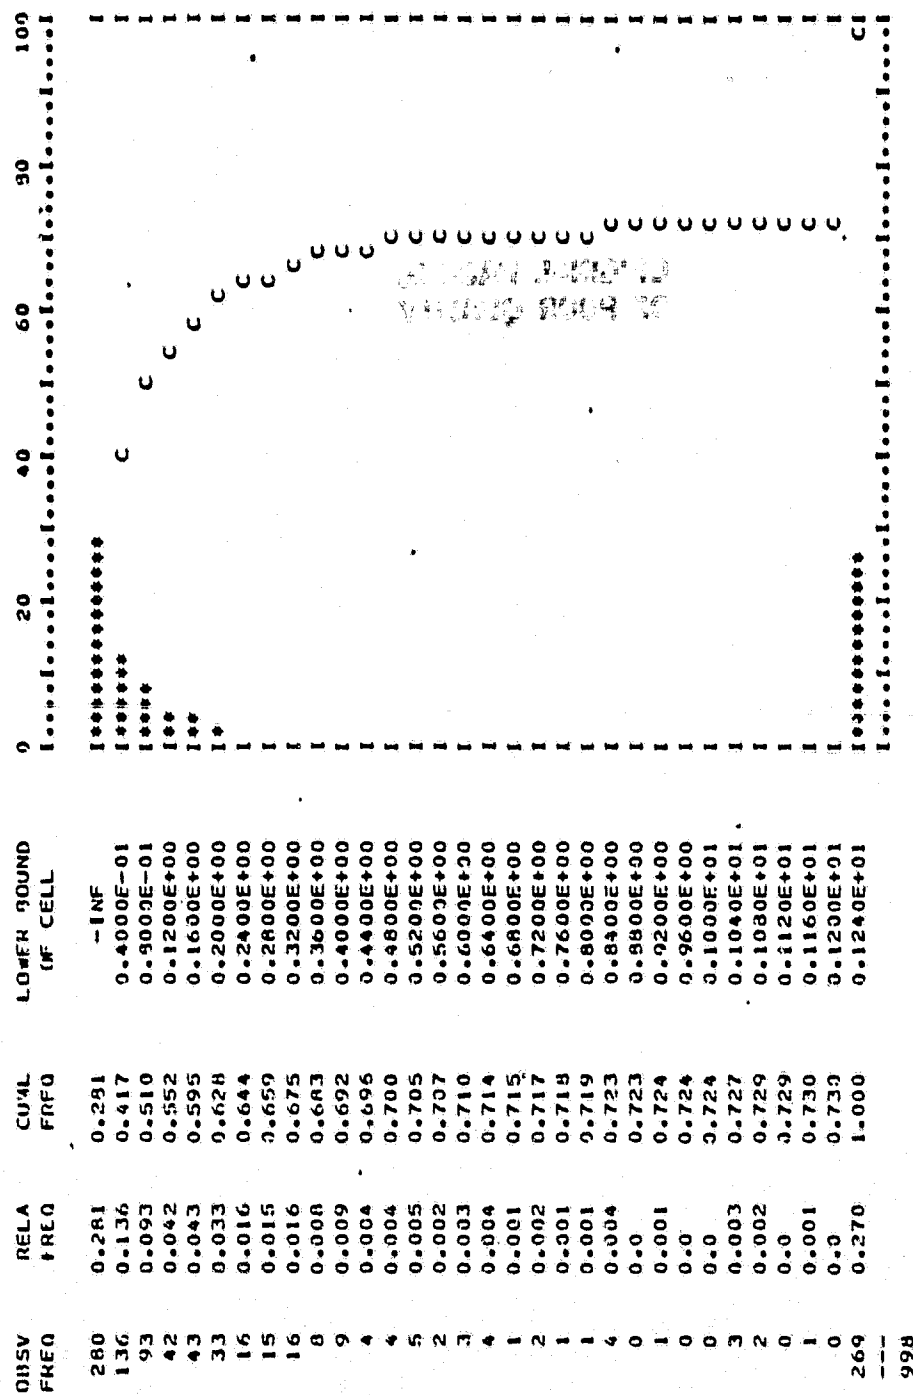 OBSV RELA CUML LOWER BOUND 0 20 40 60 80 100
FREQ FREQ FREQ OF CELL I....I....I....I....I....I....I....I....I....I....I
280 0.281 0.281 -INF I************** I
136 0.136 0.417 0.4000E-01 I****** C I
93 0.093 0.510 0.8000E-01 I**** C I
42 0.042 0.552 0.1200E+00 I** C I
43 0.043 0.595 0.1600E+00 I** C I
33 0.033 0.628 0.2000E+00 I* C I
16 0.016 0.644 0.2400E+00 I C I
15 0.015 0.659 0.2800E+00 I C I
16 0.016 0.675 0.3200E+00 I C I
8 0.008 0.683 0.3600E+00 I C I
9 0.009 0.692 0.4000E+00 I C I
4 0.004 0.696 0.4400E+00 I C I
4 0.004 0.700 0.4800E+00 I C I
5 0.005 0.705 0.5200E+00 I C I
2 0.002 0.707 0.5600E+00 I C I
3 0.003 0.710 0.6000E+00 I C I
4 0.004 0.714 0.6400E+00 I C I
1 0.001 0.715 0.6800E+00 I C I
2 0.002 0.717 0.7200E+00 I C I
1 0.001 0.718 0.7600E+00 I C I
1 0.001 0.719 0.8000E+00 I C I
4 0.004 0.723 0.8400E+00 I C I
0 0.0 0.723 0.8800E+00 I C I
1 0.001 0.724 0.9200E+00 I C I
0 0.0 0.724 0.9600E+00 I C I
0 0.0 0.724 0.1000E+01 I C I
3 0.003 0.727 0.1040E+01 I C I
2 0.002 0.729 0.1080E+01 I C I
0 0.0 0.729 0.1120E+01 I C I
1 0.001 0.730 0.1160E+01 I C I
0 0.0 0.730 0.1200E+01 I C I
269 0.270 1.000 0.1240E+01 I************* CI
--- I....I....I....I....I....I....I....I....I....I....I
998